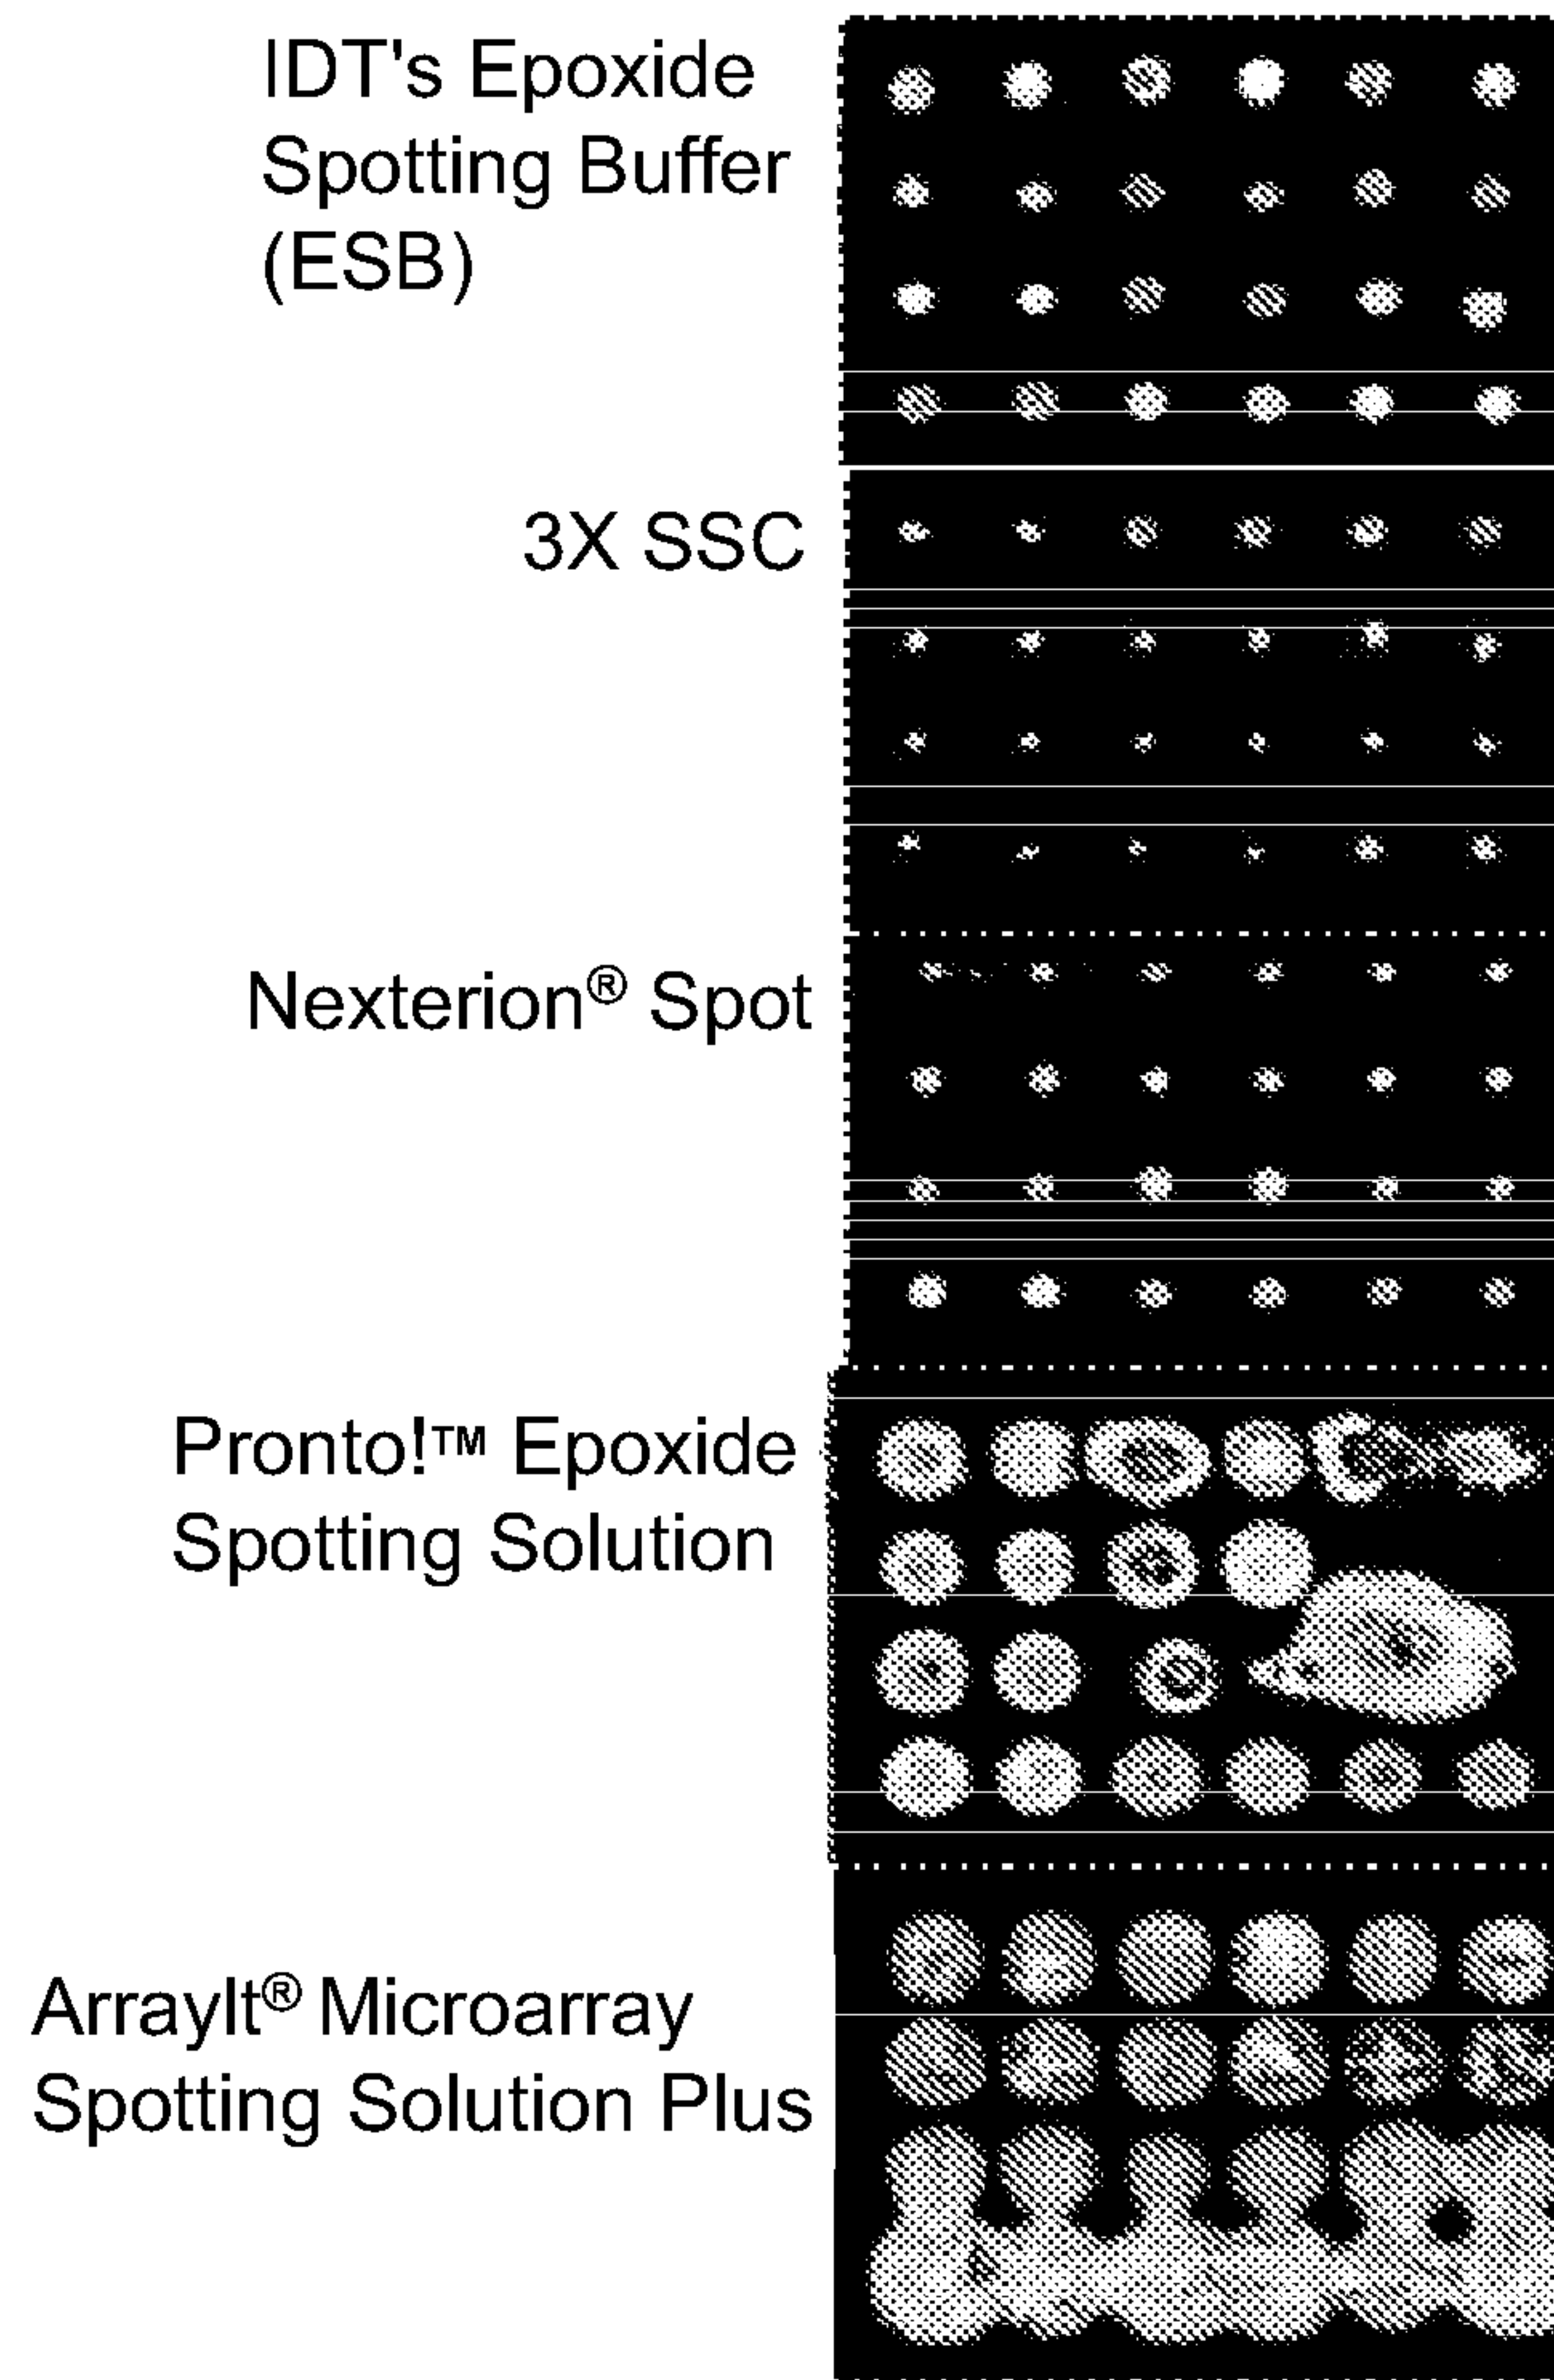 IDT's Epoxide
Spotting Buffer
(ESB)
3X SSC
Nexterion® Spot
Pronto!™ Epoxide
Spotting Solution
ArrayIt® Microarray
Spotting Solution Plus